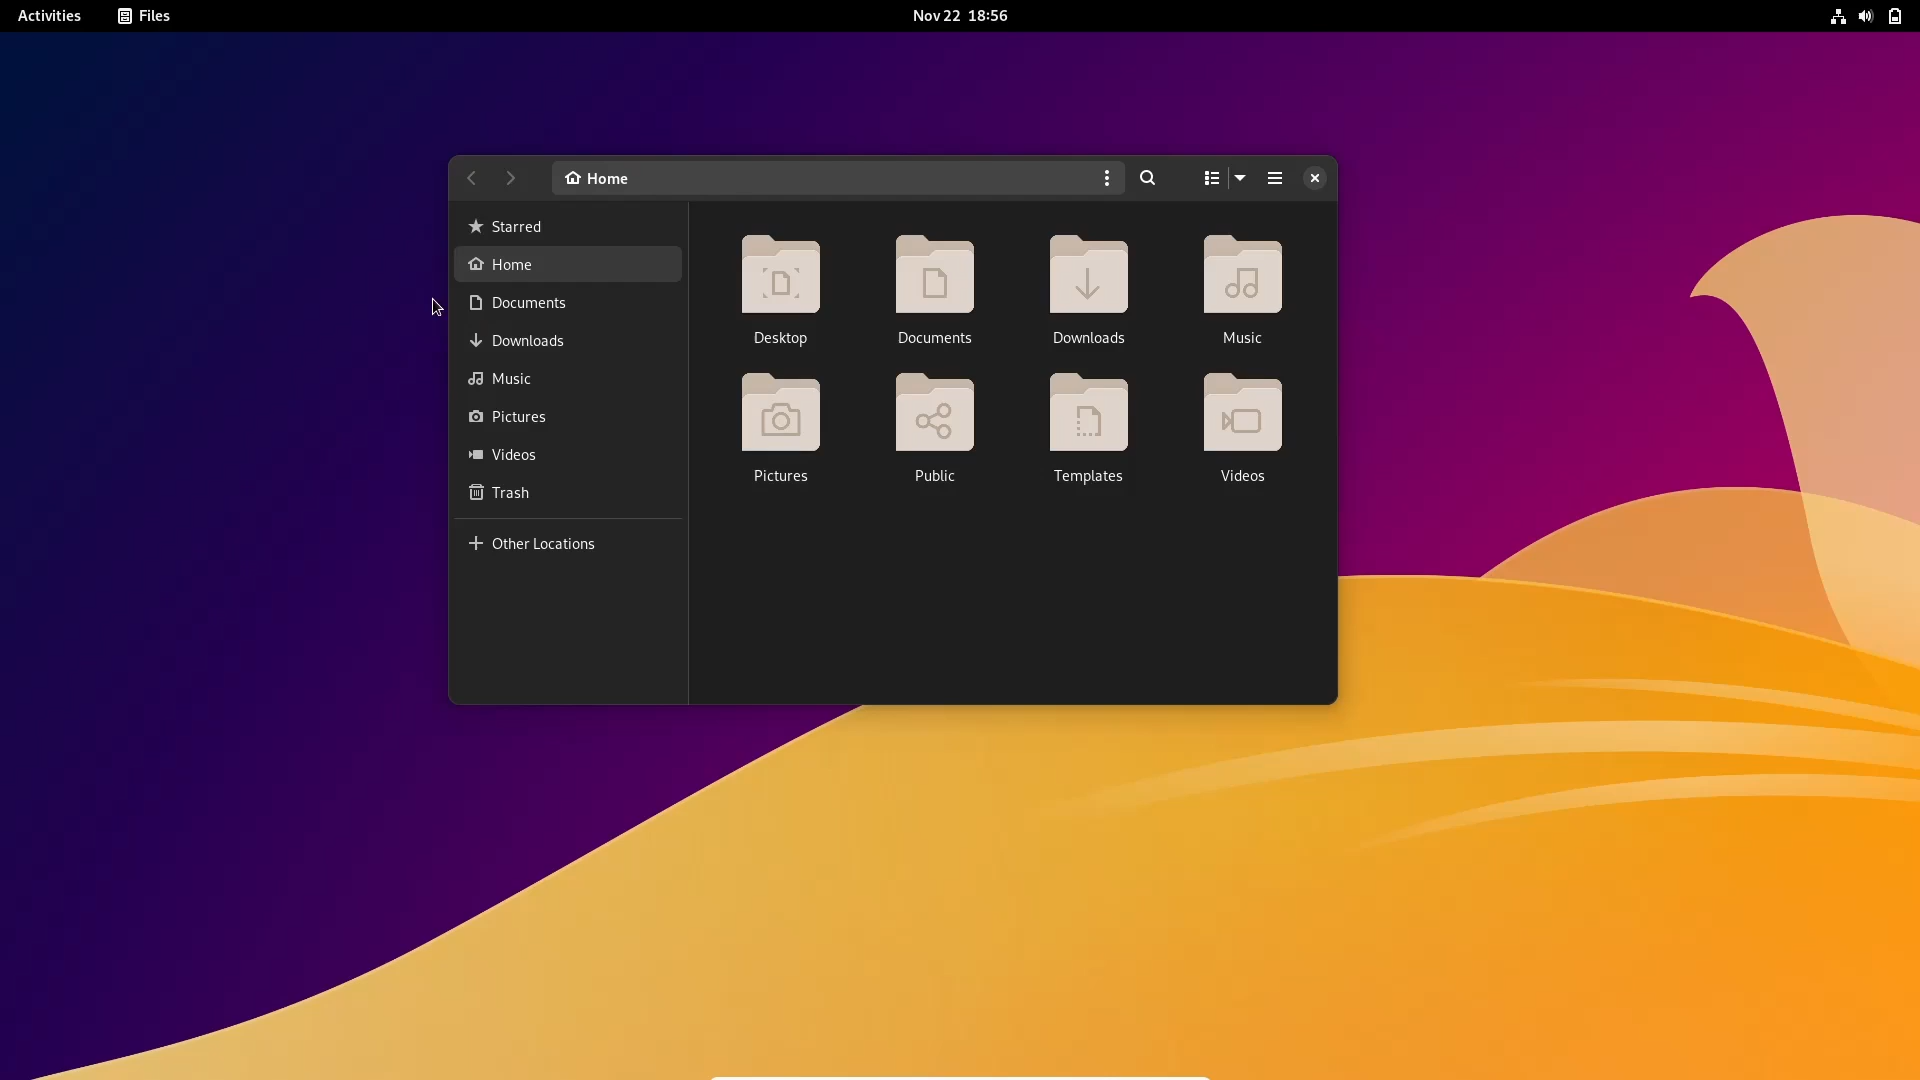 Activities Files Nov 22 18:56
Home
Starred
Home
Documents
Downloads
Music
Pictures
Videos
Trash
Other Locations
Desktop Documents Downloads Music
Pictures Public Templates Videos